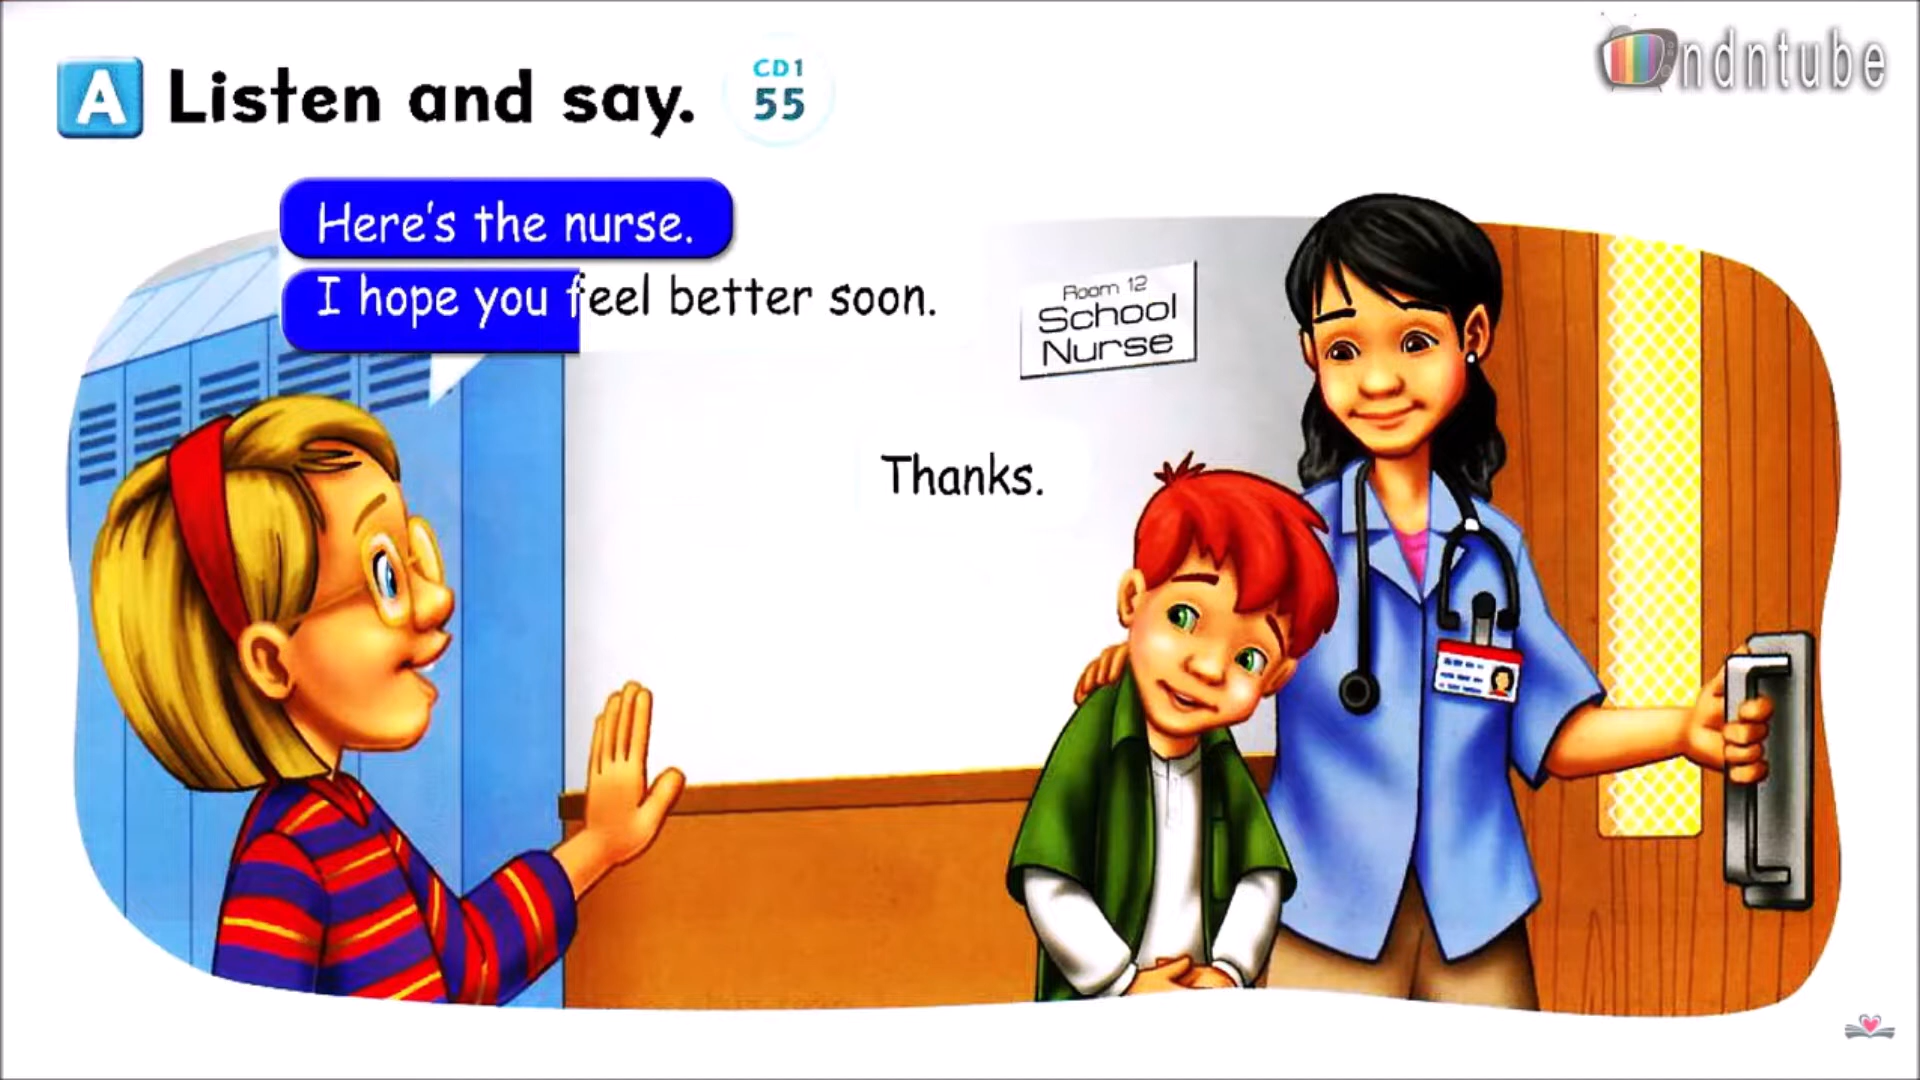 A Listen and say. CD1 55
ndntube
Here's the nurse.
I hope you feel better soon.
Room 12
School
Nurse
Thanks.